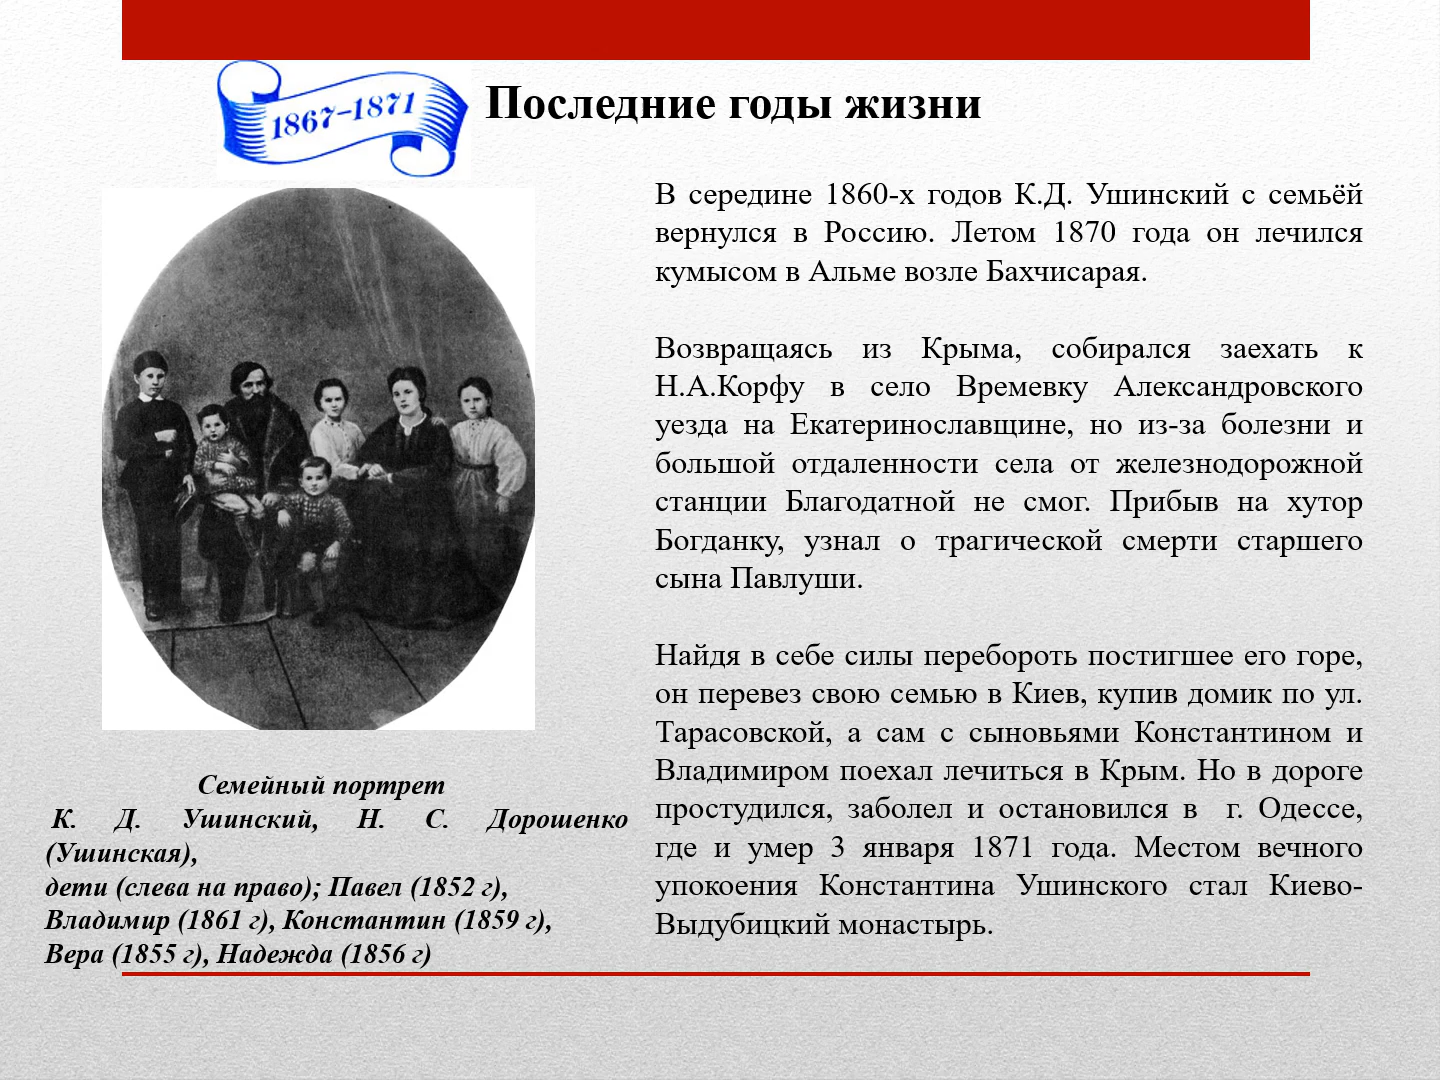 1867–1871
Последние годы жизни
В середине 1860-х годов К.Д. Ушинский с семьёй
вернулся в Россию. Летом 1870 года он лечился
кумысом в Альме возле Бахчисарая.
Возвращаясь из Крыма, собирался заехать к
Н.А.Корфу в село Времевку Александровского
уезда на Екатеринославщине, но из-за болезни и
большой отдаленности села от железнодорожной
станции Благодатной не смог. Прибыв на хутор
Богданку, узнал о трагической смерти старшего
сына Павлуши.
Найдя в себе силы перебороть постигшее его горе,
он перевез свою семью в Киев, купив домик по ул.
Тарасовской, а сам с сыновьями Константином и
Владимиром поехал лечиться в Крым. Но в дороге
простудился, заболел и остановился в г. Одессе,
где и умер 3 января 1871 года. Местом вечного
упокоения Константина Ушинского стал Киево-
Выдубицкий монастырь.
Семейный портрет
К. Д. Ушинский, Н. С. Дорошенко
(Ушинская),
дети (слева на право); Павел (1852 г),
Владимир (1861 г), Константин (1859 г),
Вера (1855 г), Надежда (1856 г)